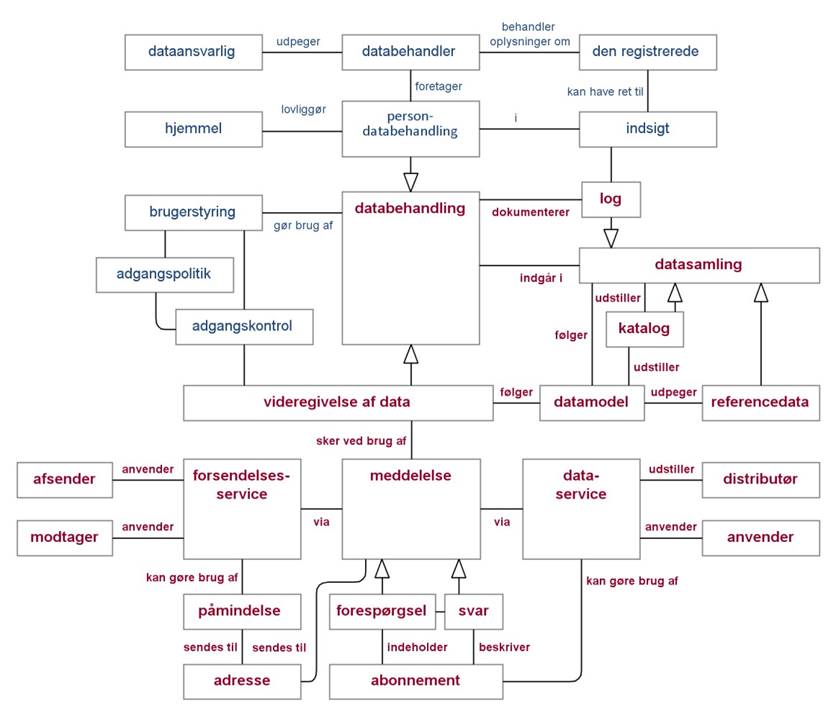 behandler
dataansvarlig
udpeger
databehandler
oplysninger om
den registrerede
foretager
kan have ret til
hjemmel
lovliggør
person-
databehandling
i
indsigt
brugerstyring
gør brug af
databehandling
dokumenterer
log
adgangspolitik
indgår i
datasamling
udstiller
adgangskontrol
følger
katalog
udstiller
videregivelse af data
følger
datamodel
udpeger
referencedata
sker ved brug af
afsender
anvender
forsendelses-
service
meddelelse
data-
service
udstiller
distributør
modtager
anvender
via
via
anvender
anvender
kan gøre brug af
kan gøre brug af
påmindelse
forespørgsel
svar
sendes til
sendes til
indeholder
beskriver
adresse
abonnement